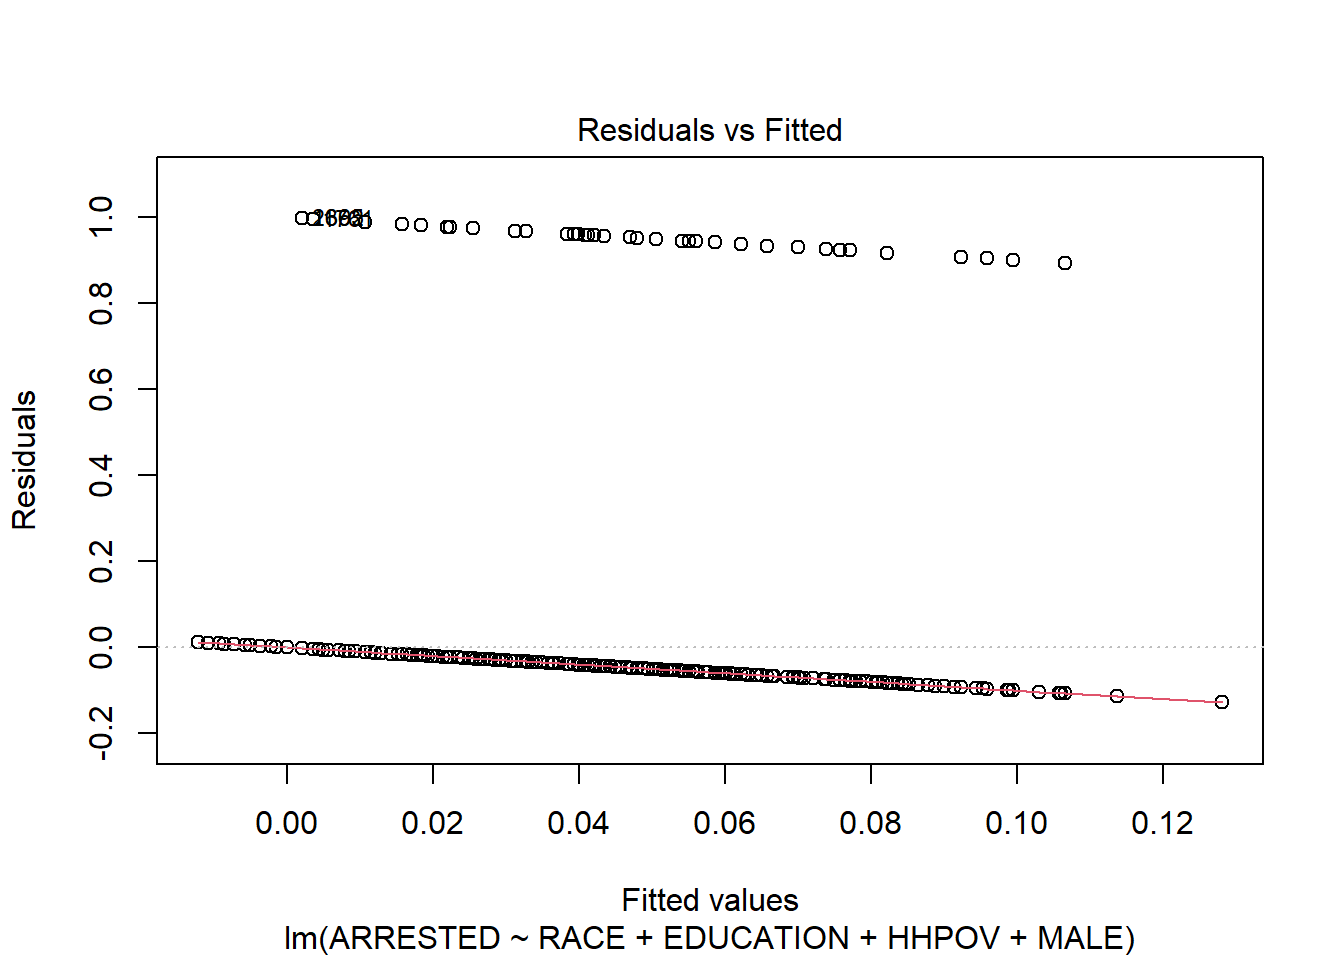 Residuals vs Fitted
Residuals
1.0
0.8
0.6
0.4
0.2
0.0
-0.2
0.00 0.02 0.04 0.06 0.08 0.10 0.12
Fitted values
lm(ARRESTED ~ RACE + EDUCATION + HHPOV + MALE)